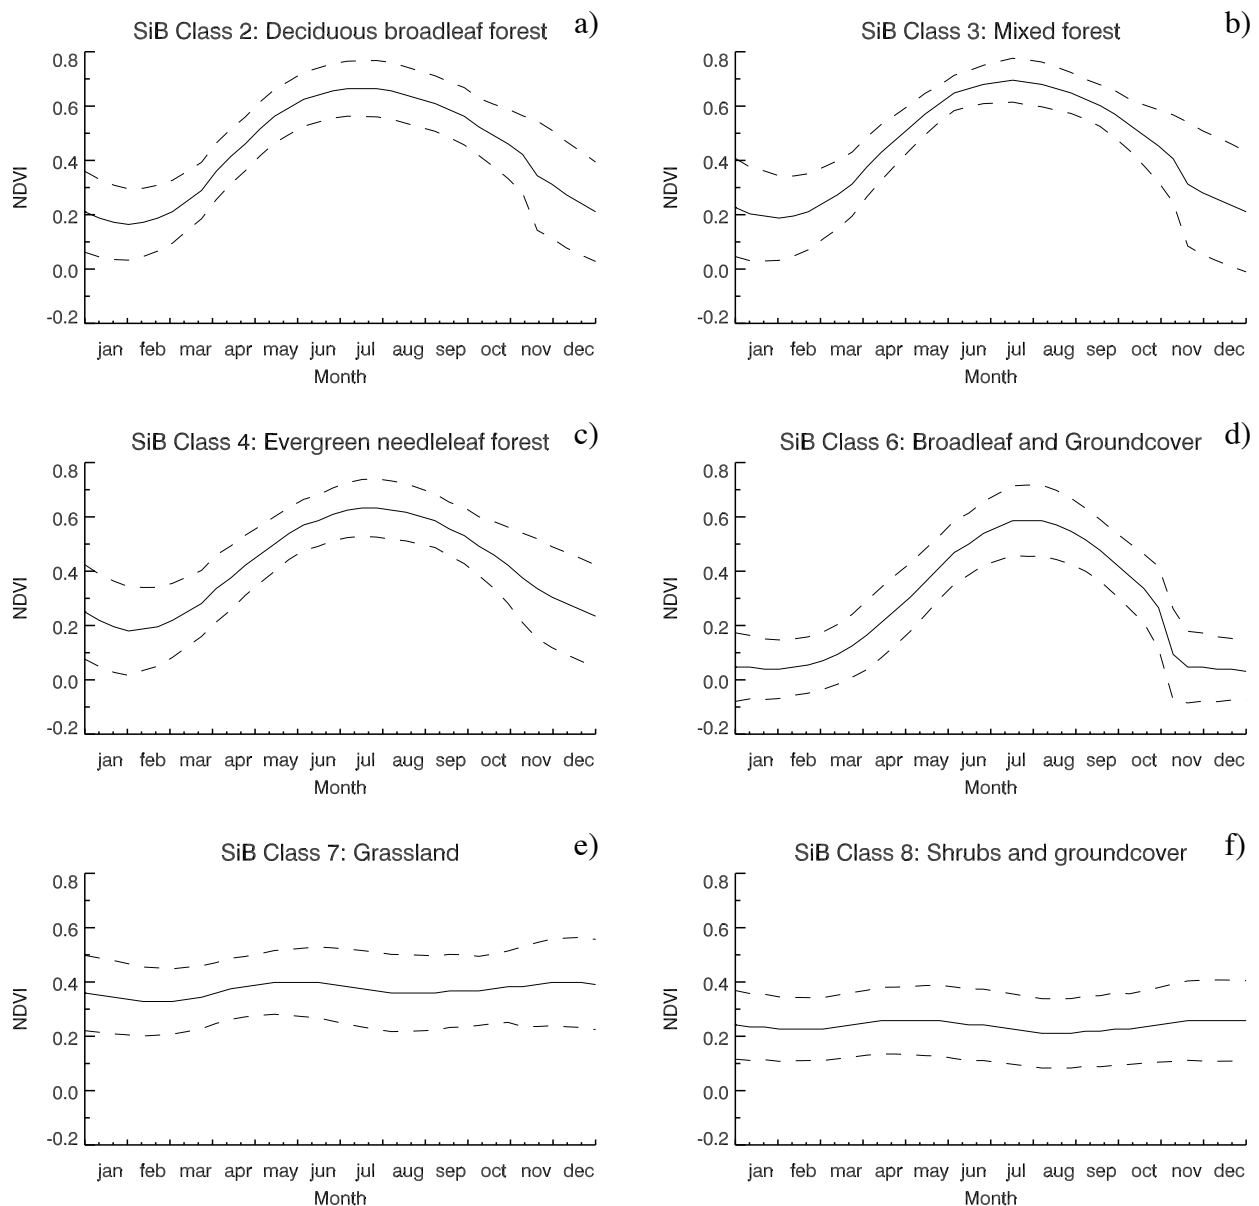 SiB Class 2: Deciduous broadleaf forest a)
0.8
0.6
0.4
0.2
0.0
-0.2
NDVI
jan feb mar apr may jun jul aug sep oct nov dec
Month
SiB Class 3: Mixed forest b)
0.8
0.6
0.4
0.2
0.0
-0.2
NDVI
jan feb mar apr may jun jul aug sep oct nov dec
Month
SiB Class 4: Evergreen needleleaf forest c)
0.8
0.6
0.4
0.2
0.0
-0.2
NDVI
jan feb mar apr may jun jul aug sep oct nov dec
Month
SiB Class 6: Broadleaf and Groundcover d)
0.8
0.6
0.4
0.2
0.0
-0.2
NDVI
jan feb mar apr may jun jul aug sep oct nov dec
Month
SiB Class 7: Grassland e)
0.8
0.6
0.4
0.2
0.0
-0.2
NDVI
jan feb mar apr may jun jul aug sep oct nov dec
Month
SiB Class 8: Shrubs and groundcover f)
0.8
0.6
0.4
0.2
0.0
-0.2
NDVI
jan feb mar apr may jun jul aug sep oct nov dec
Month